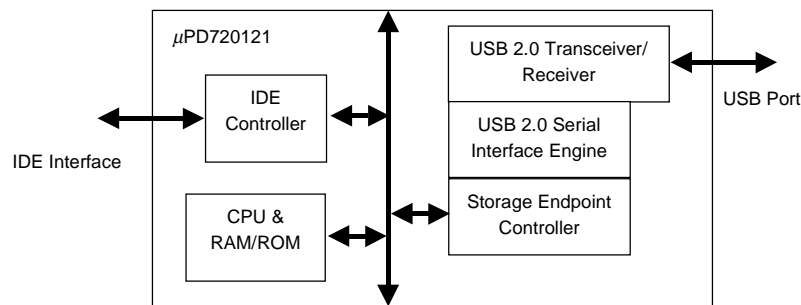 μPD720121
USB 2.0 Transceiver/
Receiver
IDE
Controller
USB Port
USB 2.0 Serial
Interface Engine
IDE Interface
Storage Endpoint
Controller
CPU &
RAM/ROM